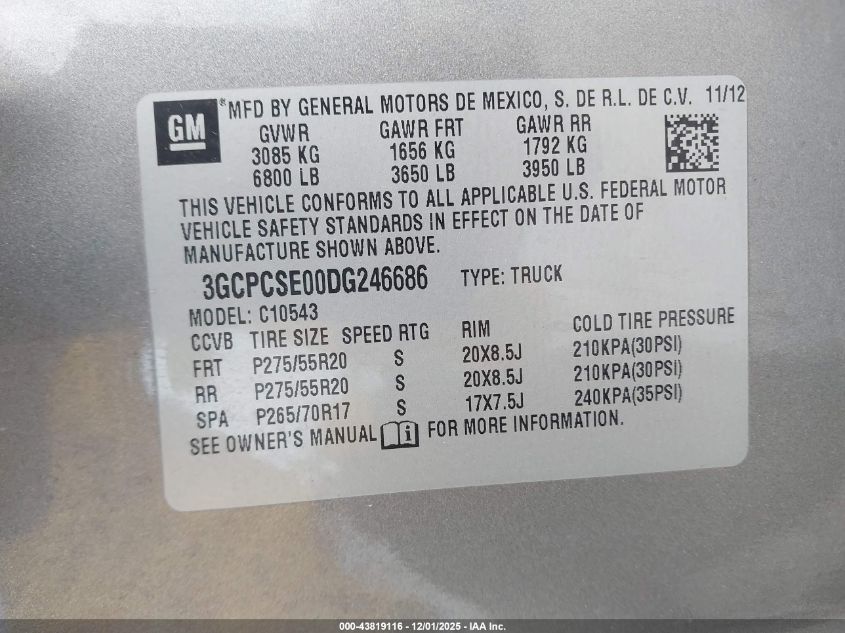 GM ®MFD BY GENERAL MOTORS DE MEXICO, S. DE R.L. DE C.V. 11/12
GVWR GAWR FRT GAWR RR
3085 KG 1656 KG 1792 KG
6800 LB 3650 LB 3950 LB
THIS VEHICLE CONFORMS TO ALL APPLICABLE U.S. FEDERAL MOTOR
VEHICLE SAFETY STANDARDS IN EFFECT ON THE DATE OF
MANUFACTURE SHOWN ABOVE.
3GCPCSE00DG246686 TYPE: TRUCK
MODEL: C10543
CCVB TIRE SIZE SPEED RTG RIM COLD TIRE PRESSURE
FRT P275/55R20 S 20X8.5J 210KPA(30PSI)
RR P275/55R20 S 20X8.5J 210KPA(30PSI)
SPA P265/70R17 S 17X7.5J 240KPA(35PSI)
SEE OWNER'S MANUAL FOR MORE INFORMATION.
000-43819116 - 12/01/2025 - IAA Inc.